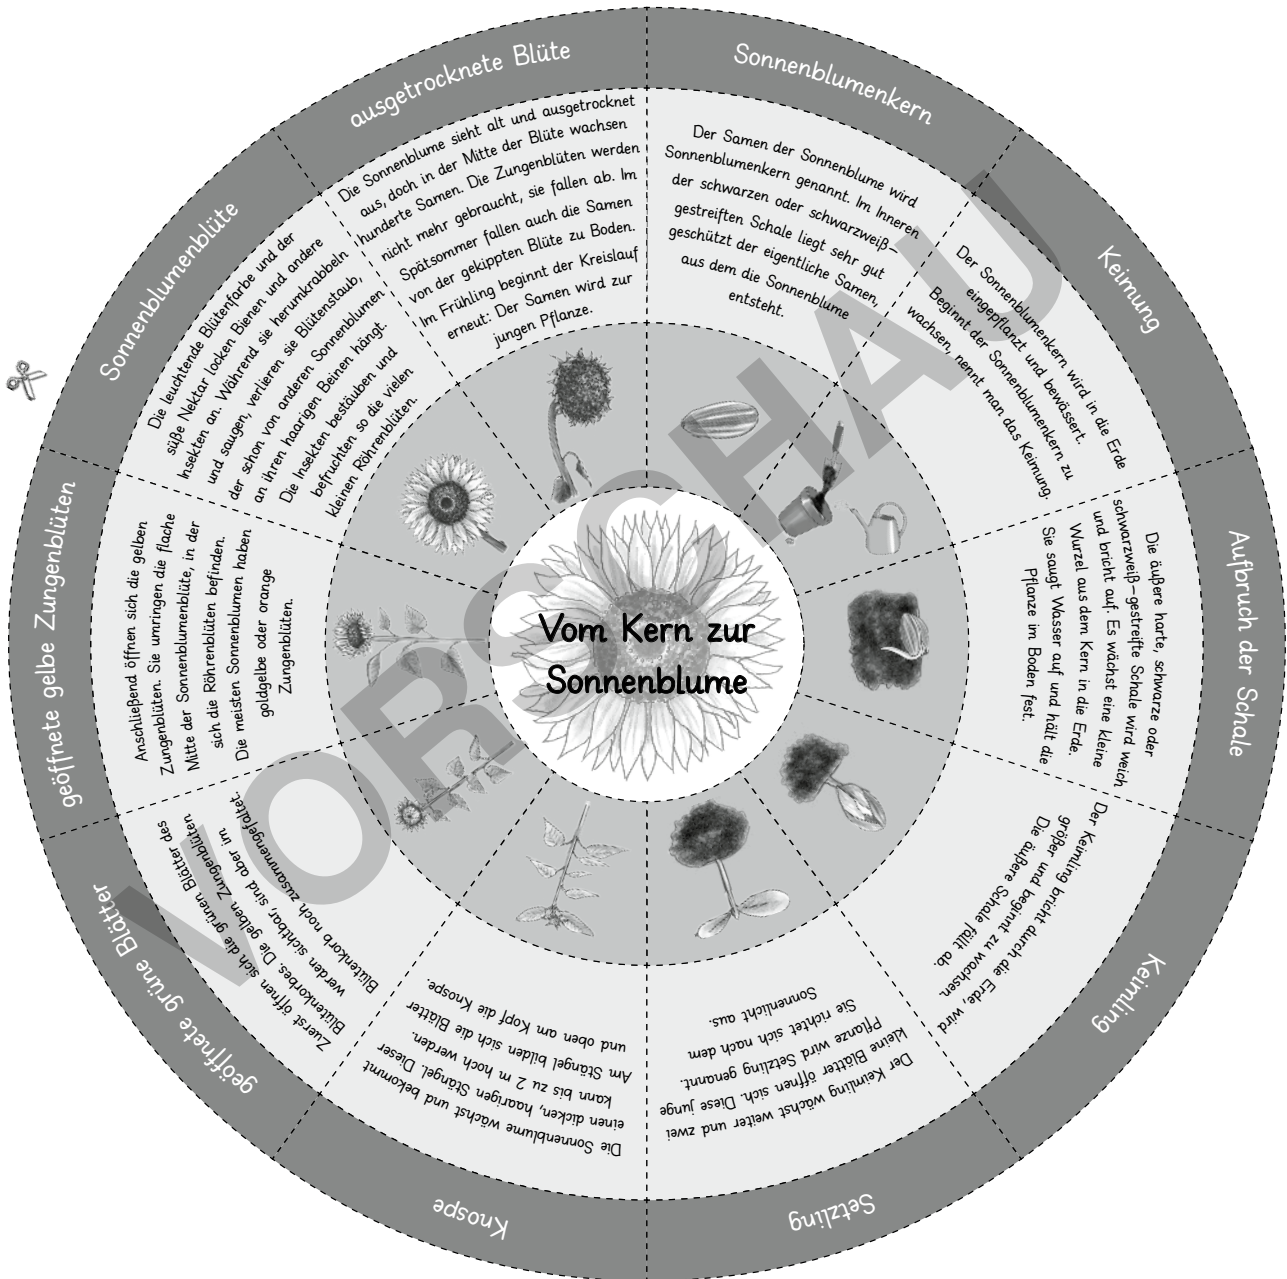 Vom Kern zur
Sonnenblume
Sonnenblumenkern
Der Samen der Sonnenblume wird
Sonnenblumenkern genannt. Im Inneren
der schwarzen oder schwarzweiß–
gestreiften Schale liegt sehr gut
geschützt der eigentliche Samen,
aus dem die Sonnenblume
entsteht.
Keimung
Der Sonnenblumenkern wird in die Erde
eingepflanzt und bewässert.
Beginnt der Sonnenblumenkern zu
wachsen, nennt man das Keimung.
Aufbruch der Schale
Die äußere harte, schwarze oder
schwarzweiß–gestreifte Schale wird weich
und bricht auf. Es wächst eine kleine
Wurzel aus dem Kern in die Erde.
Sie saugt Wasser auf und hält die
Pflanze im Boden fest.
Keimling
Der Keimling bricht durch die Erde, wird
größer und beginnt zu wachsen.
Die äußere Schale fällt ab.
Setzling
Der Keimling wächst weiter und zwei
kleine Blätter öffnen sich. Diese junge
Pflanze wird Setzling genannt.
Sie richtet sich nach dem
Sonnenlicht aus.
Knospe
Die Sonnenblume wächst und bekommt
einen dicken, haarigen Stängel. Dieser
kann bis zu 2 m hoch werden.
Am Stängel bilden sich die Blätter
und oben am Kopf die Knospe.
geöffnete grüne Blätter
Zuerst öffnen sich die grünen Blätter des
Blütenkorbes. Die gelben Zungenblüten
werden sichtbar, sind aber im
Blütenkorb noch zusammengefaltet.
geöffnete gelbe Zungenblüten
Anschließend öffnen sich die gelben
Zungenblüten. Sie umringen die flache
Mitte der Sonnenblumenblüte, in der
sich die Röhrenblüten befinden.
Die meisten Sonnenblumen haben
goldgelbe oder orange
Zungenblüten.
Sonnenblumenblüte
Die leuchtende Blütenfarbe und der
süße Nektar locken Bienen und andere
Insekten an. Während sie herumkrabbeln
und saugen, verlieren sie Blütenstaub,
der schon von anderen Sonnenblumen
an ihren haarigen Beinen hängt.
Die Insekten bestäuben und
befruchten so die vielen
kleinen Röhrenblüten.
ausgetrocknete Blüte
Die Sonnenblume sieht alt und ausgetrocknet
aus, doch in der Mitte der Blüte wachsen
hunderte Samen. Die Zungenblüten werden
nicht mehr gebraucht, sie fallen ab. Im
Spätsommer fallen auch die Samen
von der gekippten Blüte zu Boden.
Im Frühling beginnt der Kreislauf
erneut: Der Samen wird zur
jungen Pflanze.
VORSCHAU